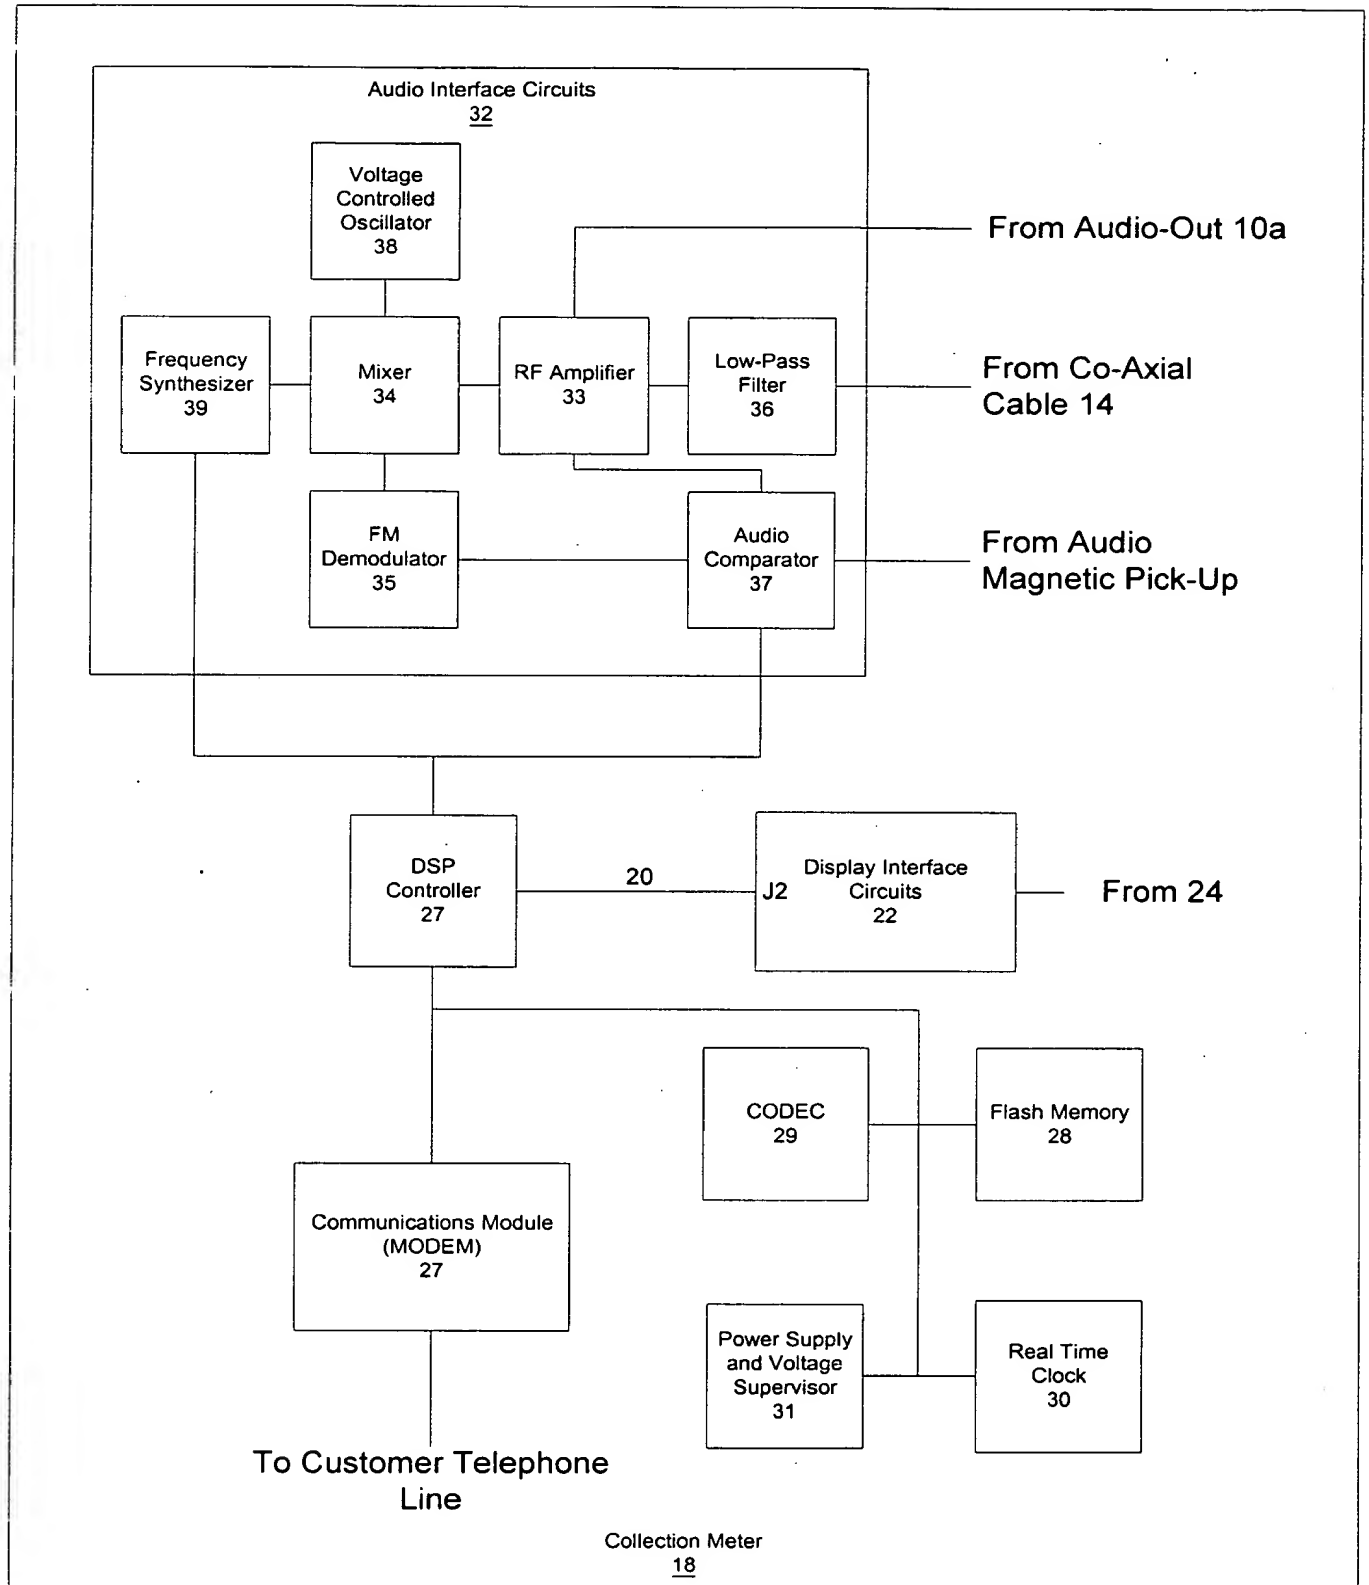 Audio Interface Circuits
32
Voltage
Controlled
Oscillator
38
From Audio-Out 10a
Frequency
Synthesizer
39
Mixer
34
RF Amplifier
33
Low-Pass
Filter
36
From Co-Axial
Cable 14
FM
Demodulator
35
Audio
Comparator
37
From Audio
Magnetic Pick-Up
DSP
Controller
27
20
J2
Display Interface
Circuits
22
From 24
CODEC
29
Flash Memory
28
Communications Module
(MODEM)
27
Power Supply
and Voltage
Supervisor
31
Real Time
Clock
30
To Customer Telephone
Line
Collection Meter
18